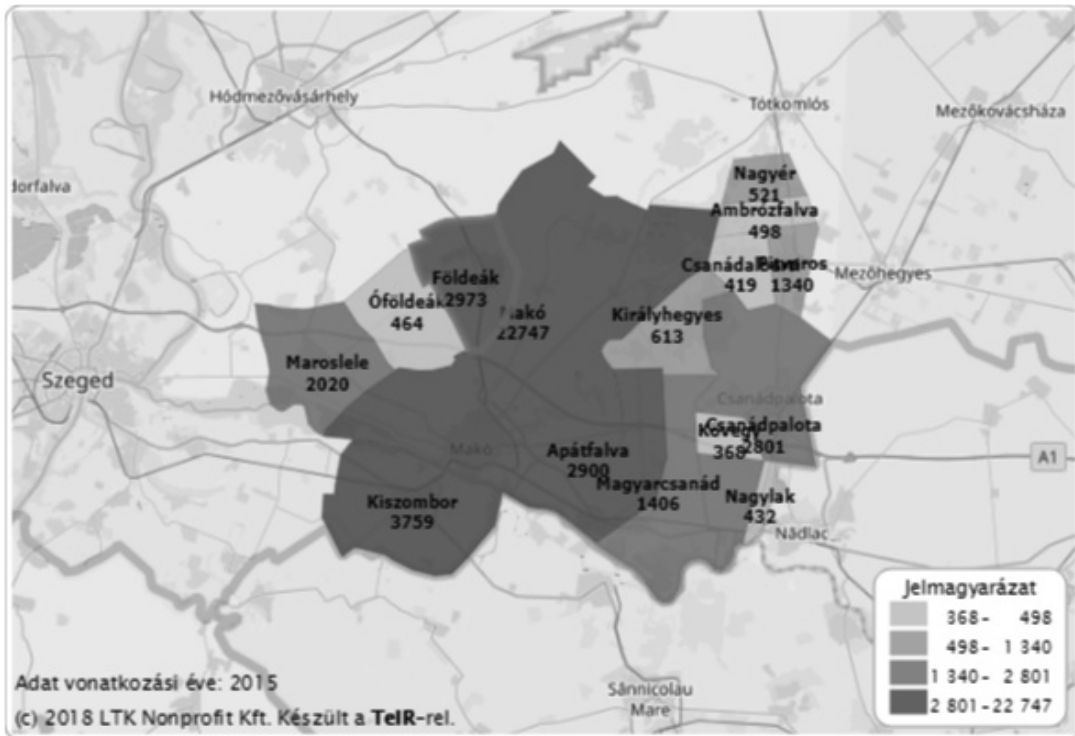 Hódmezővásárhely
Tótkomlós
Mezőkovácsháza
dorfalva
Nagyér
521
Ambrózfalva
498
Mezőhegyes
419
1340
Földeák
2973
Óföldeák
464
Makó
22747
Királyhegyes
613
Maroslele
2020
Szeged
Csanádpalota
Csanádpalota
2801
Kövegy
368
Makó
Apátfalva
2900
A1
Magyarcsanád
1406
Nagylak
432
Kiszombor
3759
Nădlac
Jelmagyarázat
368- 498
498- 1 340
1 340- 2 801
2 801-22 747
Adat vonatkozási éve: 2015
Sânnicolau
Mare
(c) 2018 LTK Nonprofit Kft. Készült a TeIR-rel.